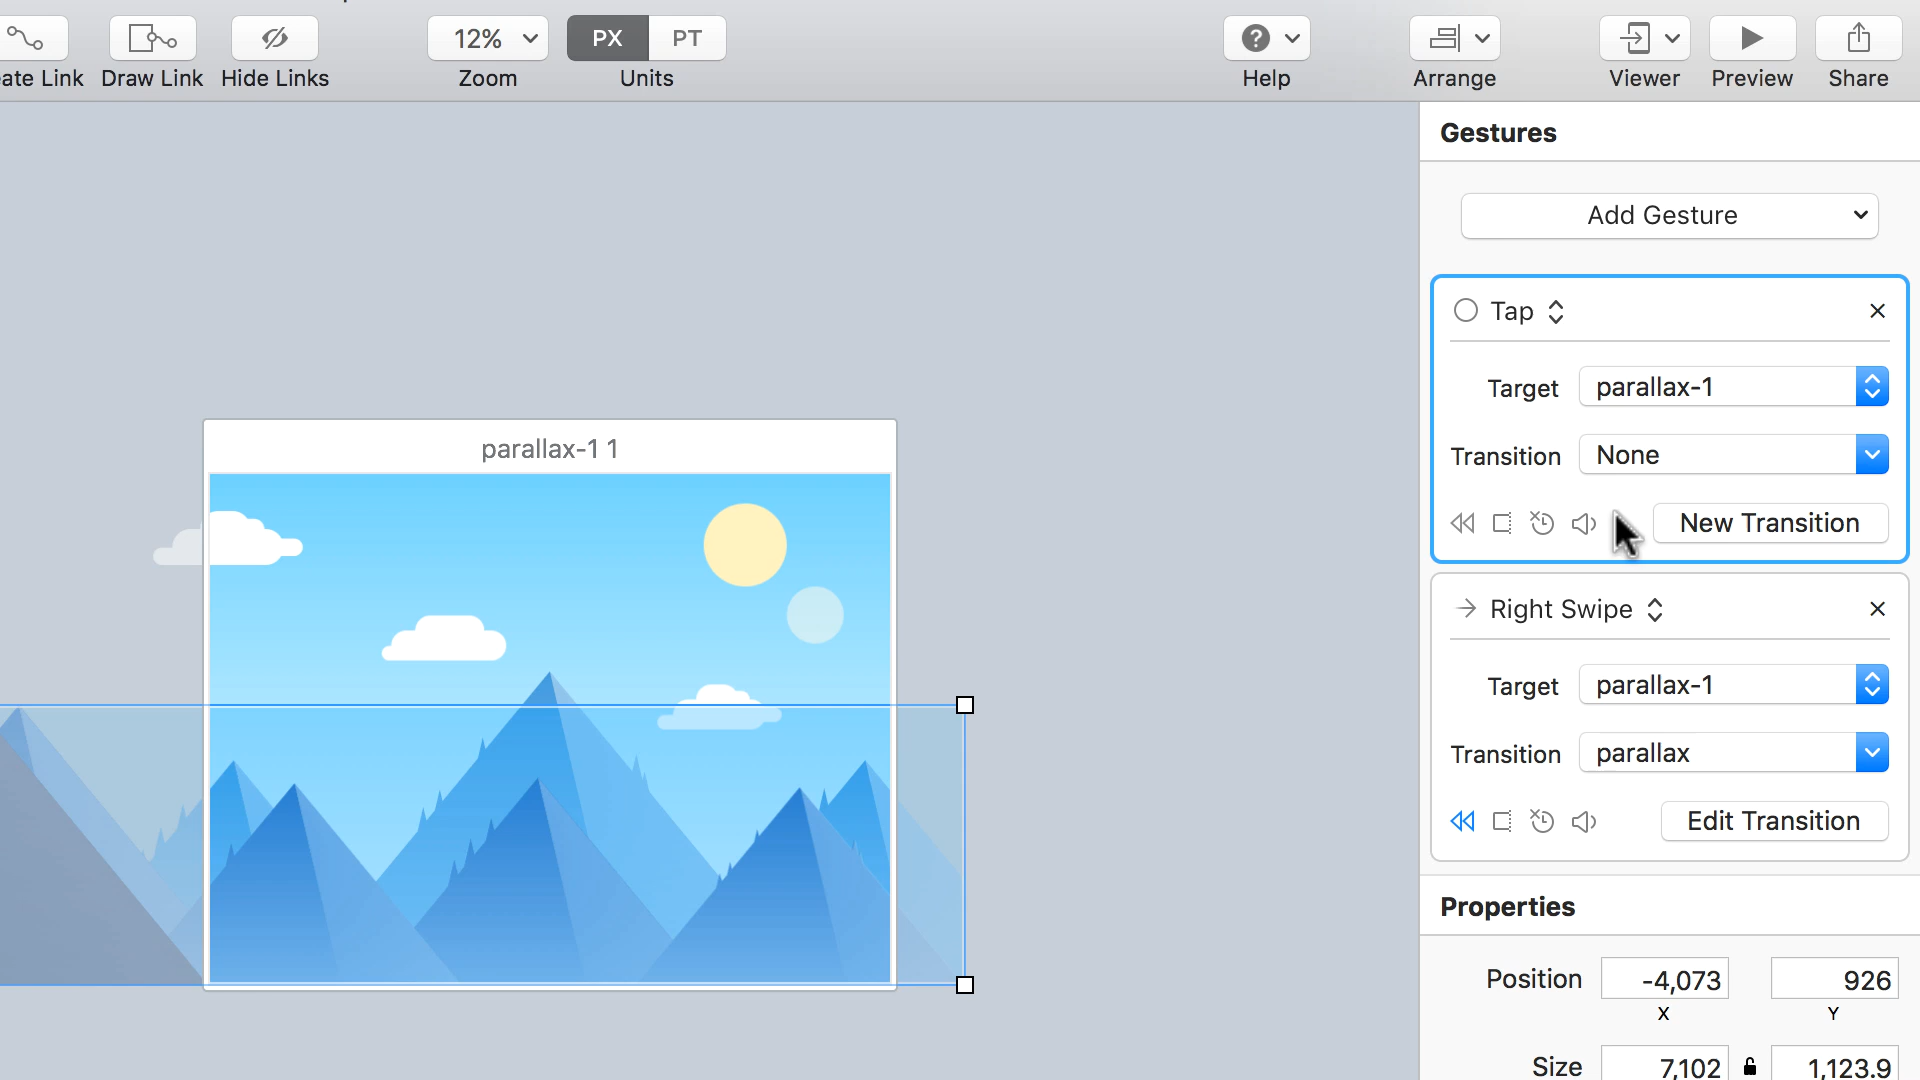 12%
PX
PT
ate Link
Draw Link
Hide Links
Zoom
Units
Help
Arrange
Viewer
Preview
Share
Gestures
Add Gesture
Tap
Target
parallax-1
Transition
None
New Transition
parallax-1 1
Right Swipe
Target
parallax-1
Transition
parallax
Edit Transition
Properties
Position
-4,073
926
X
Y
Size
7,102
1,123.9